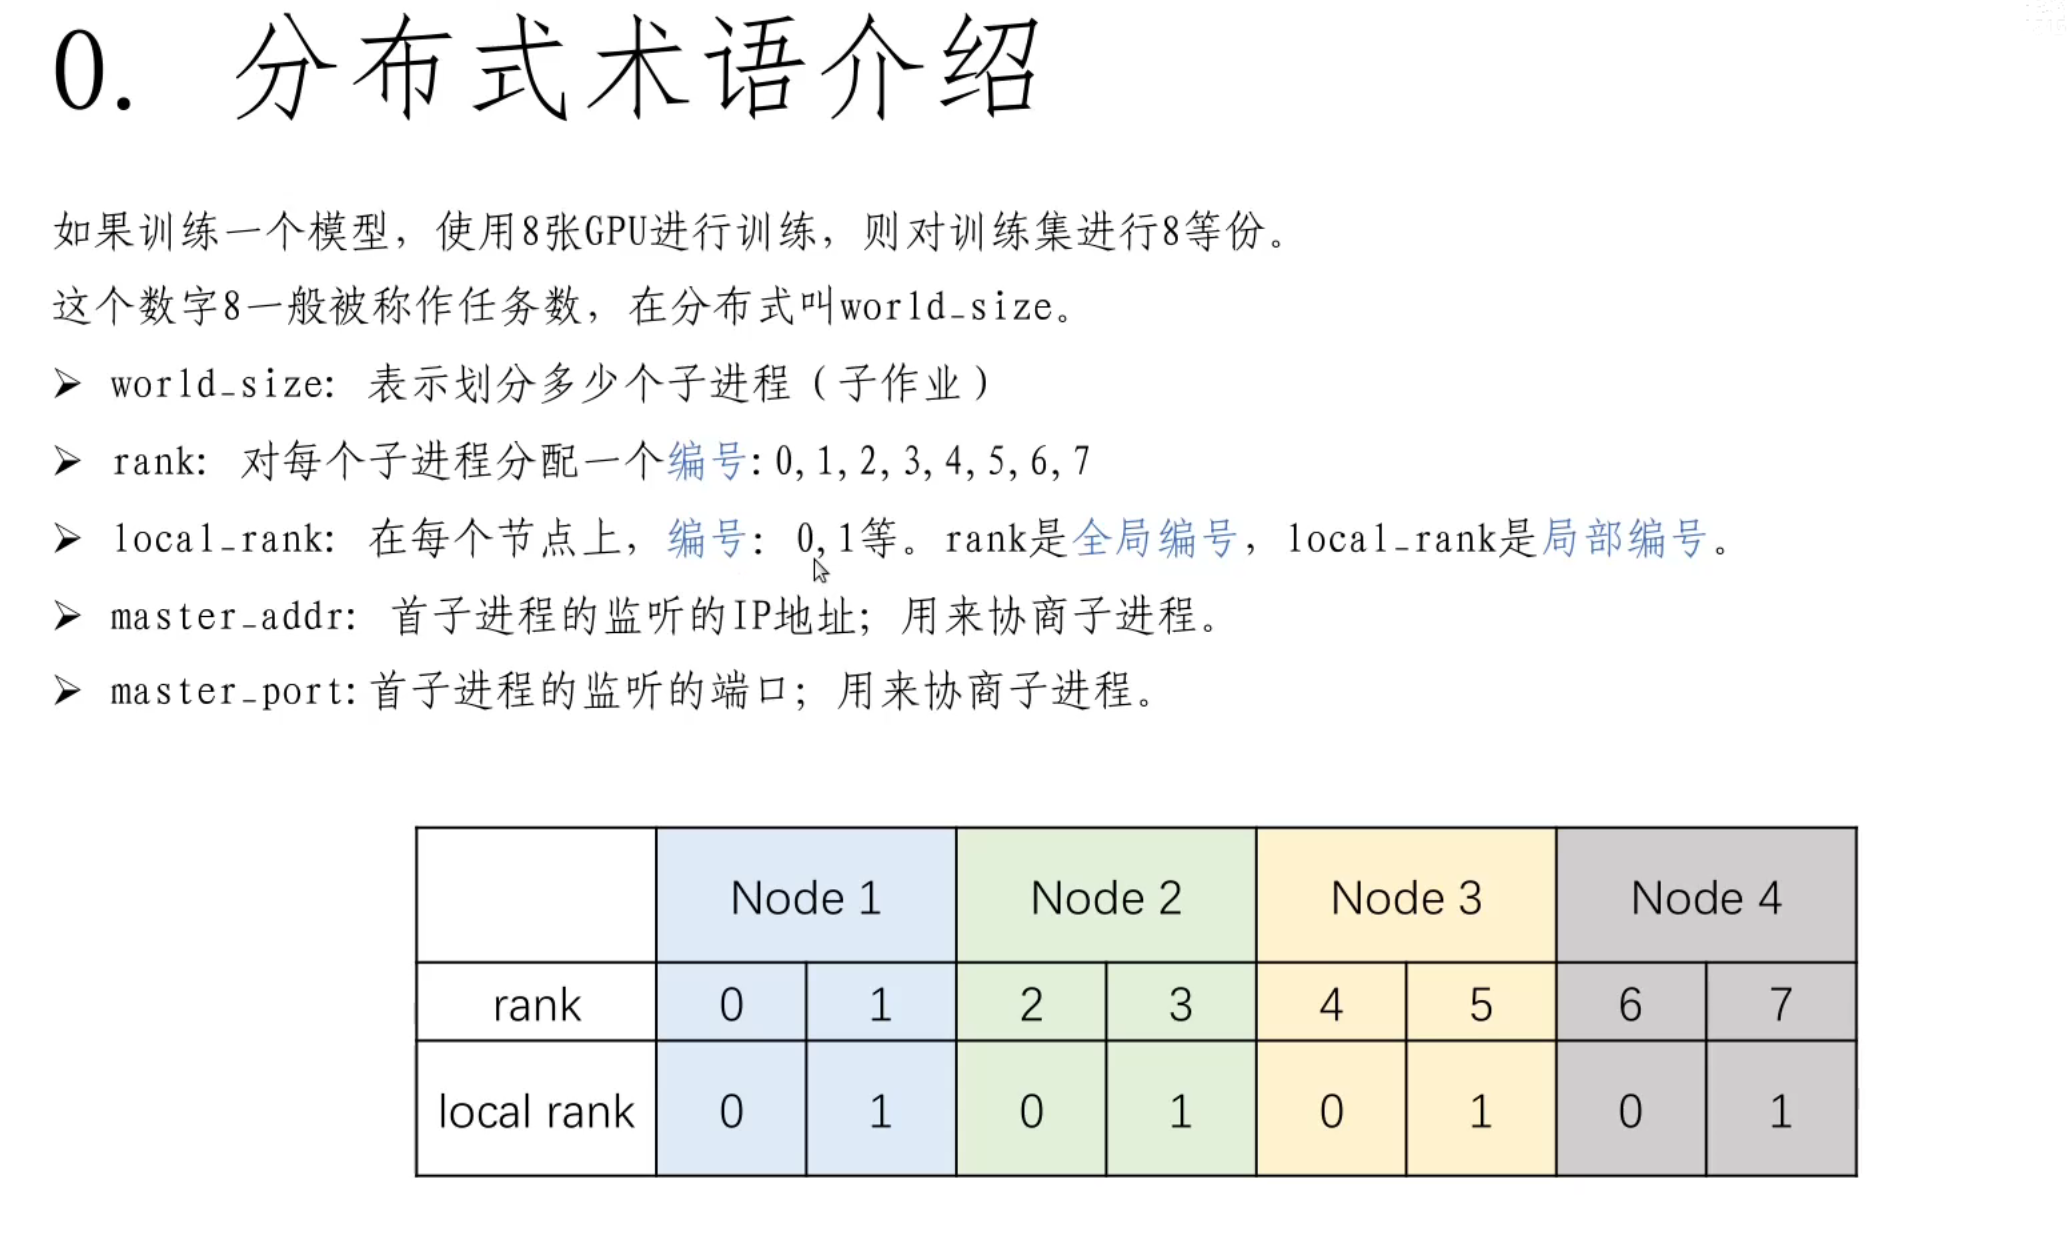 0. 分布式术语介绍
如果训练一个模型，使用8张GPU进行训练，则对训练集进行8等份。
这个数字8一般被称作任务数，在分布式叫world_size。
➢ world_size: 表示划分多少个子进程（子作业）
➢ rank: 对每个子进程分配一个编号:0,1,2,3,4,5,6,7
➢ local_rank: 在每个节点上，编号: 0,1等。rank是全局编号，local_rank是局部编号。
➢ master_addr: 首子进程的监听的IP地址；用来协商子进程。
➢ master_port:首子进程的监听的端口；用来协商子进程。
Node 1 Node 2 Node 3 Node 4
rank 0 1 2 3 4 5 6 7
local rank 0 1 0 1 0 1 0 1